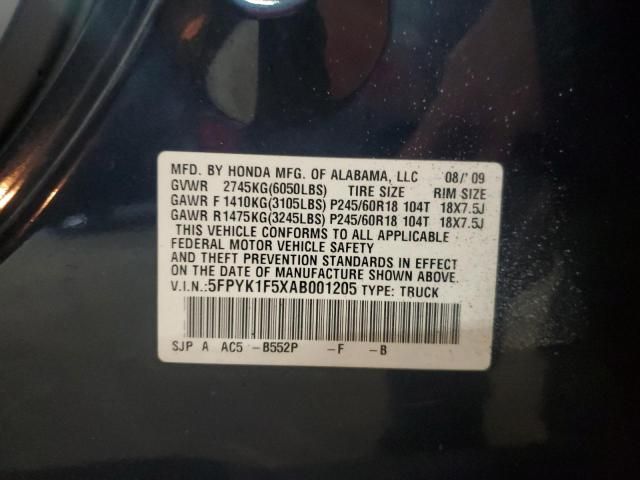 MFD. BY HONDA MFG. OF ALABAMA, LLC 08/'09
GVWR 2745KG(6050LBS) TIRE SIZE RIM SIZE
GAWR F 1410KG(3105LBS) P245/60R18 104T 18X7.5J
GAWR R 1475KG(3245LBS) P245/60R18 104T 18X7.5J
THIS VEHICLE CONFORMS TO ALL APPLICABLE
FEDERAL MOTOR VEHICLE SAFETY
AND THEFT PREVENTION STANDARDS IN EFFECT
ON THE DATE OF MANUFACTURE SHOWN ABOVE.
V.I.N.:5FPYK1F5XAB001205 TYPE: TRUCK
SJP A AC5 -B552P -F -B